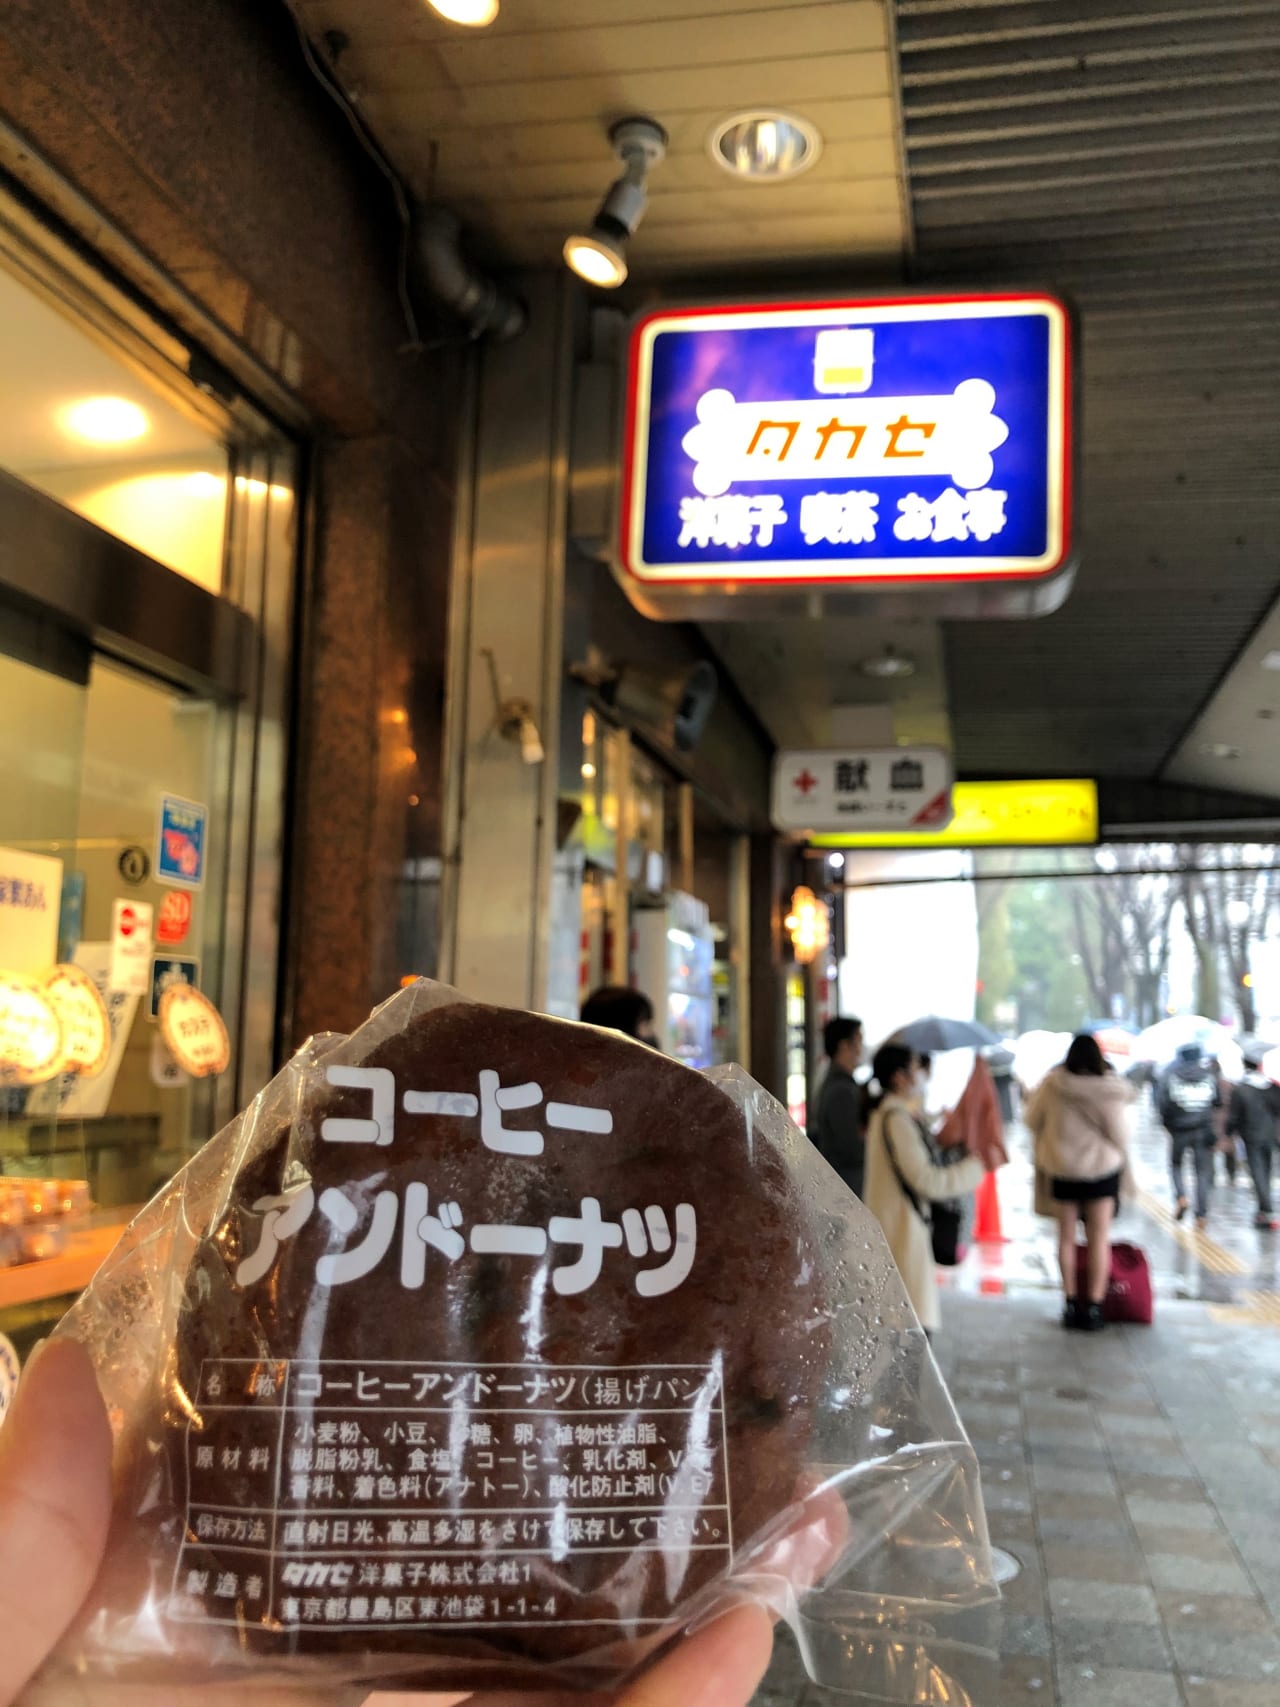 タカセ
洋菓子 喫茶 お食事
献血
SD
カステ
コーヒー
アンドーナツ
名称 コーヒーアンドーナツ(揚げパン)
原材料 小麦粉、小豆、糖、卵、植物性油脂、
脱脂粉乳、食塩、コーヒー、乳化剤、V.
香料、着色料(アナトー)、酸化防止剤(V.E)
保存方法 直射日光、高温多湿をさけて保存して下さい。
製造者 タカセ 洋菓子株式会社1
東京都豊島区東池袋1-1-4